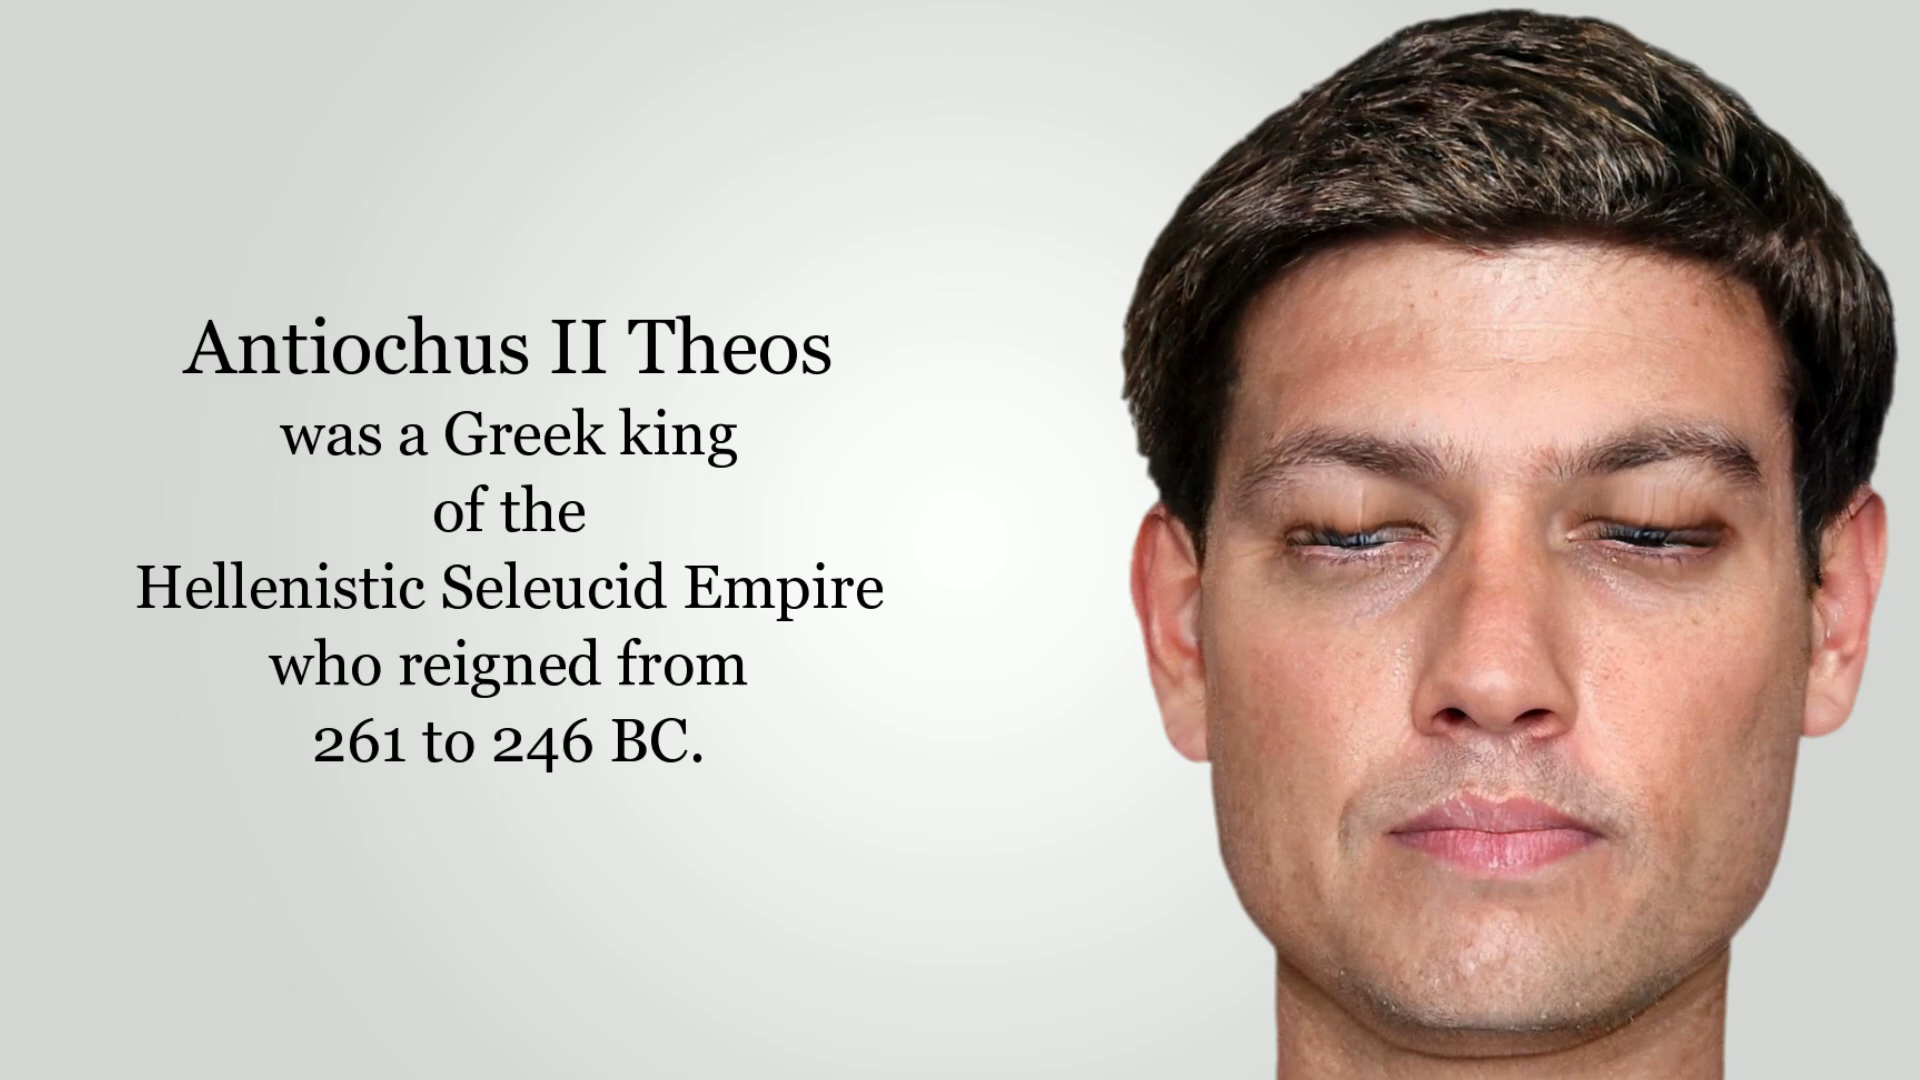 Antiochus II Theos
was a Greek king
of the
Hellenistic Seleucid Empire
who reigned from
261 to 246 BC.